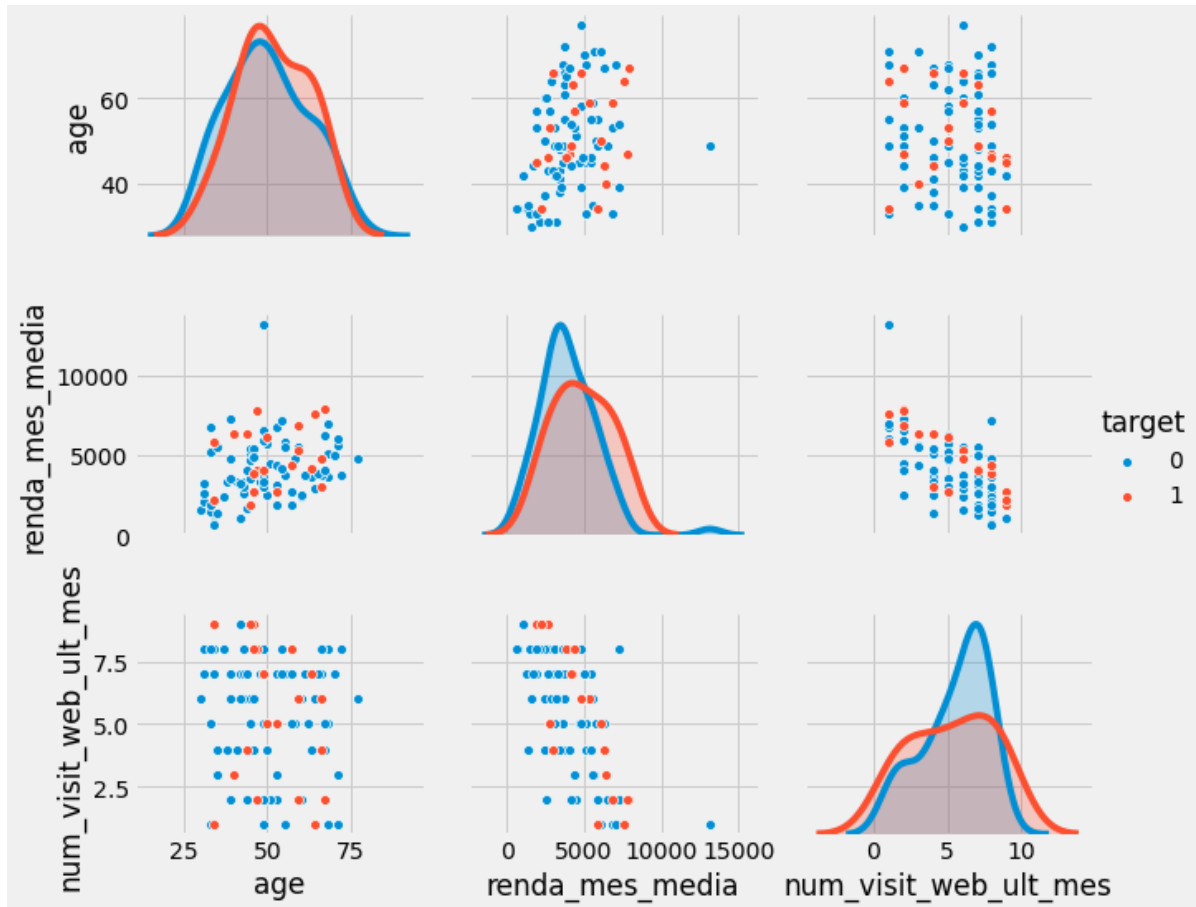 age
60
40
renda_mes_media
10000
5000
0
target
0
1
num_visit_web_ult_mes
7.5
5.0
2.5
25 50 75
0 5000 10000 15000
0 10
age
renda_mes_media
num_visit_web_ult_mes